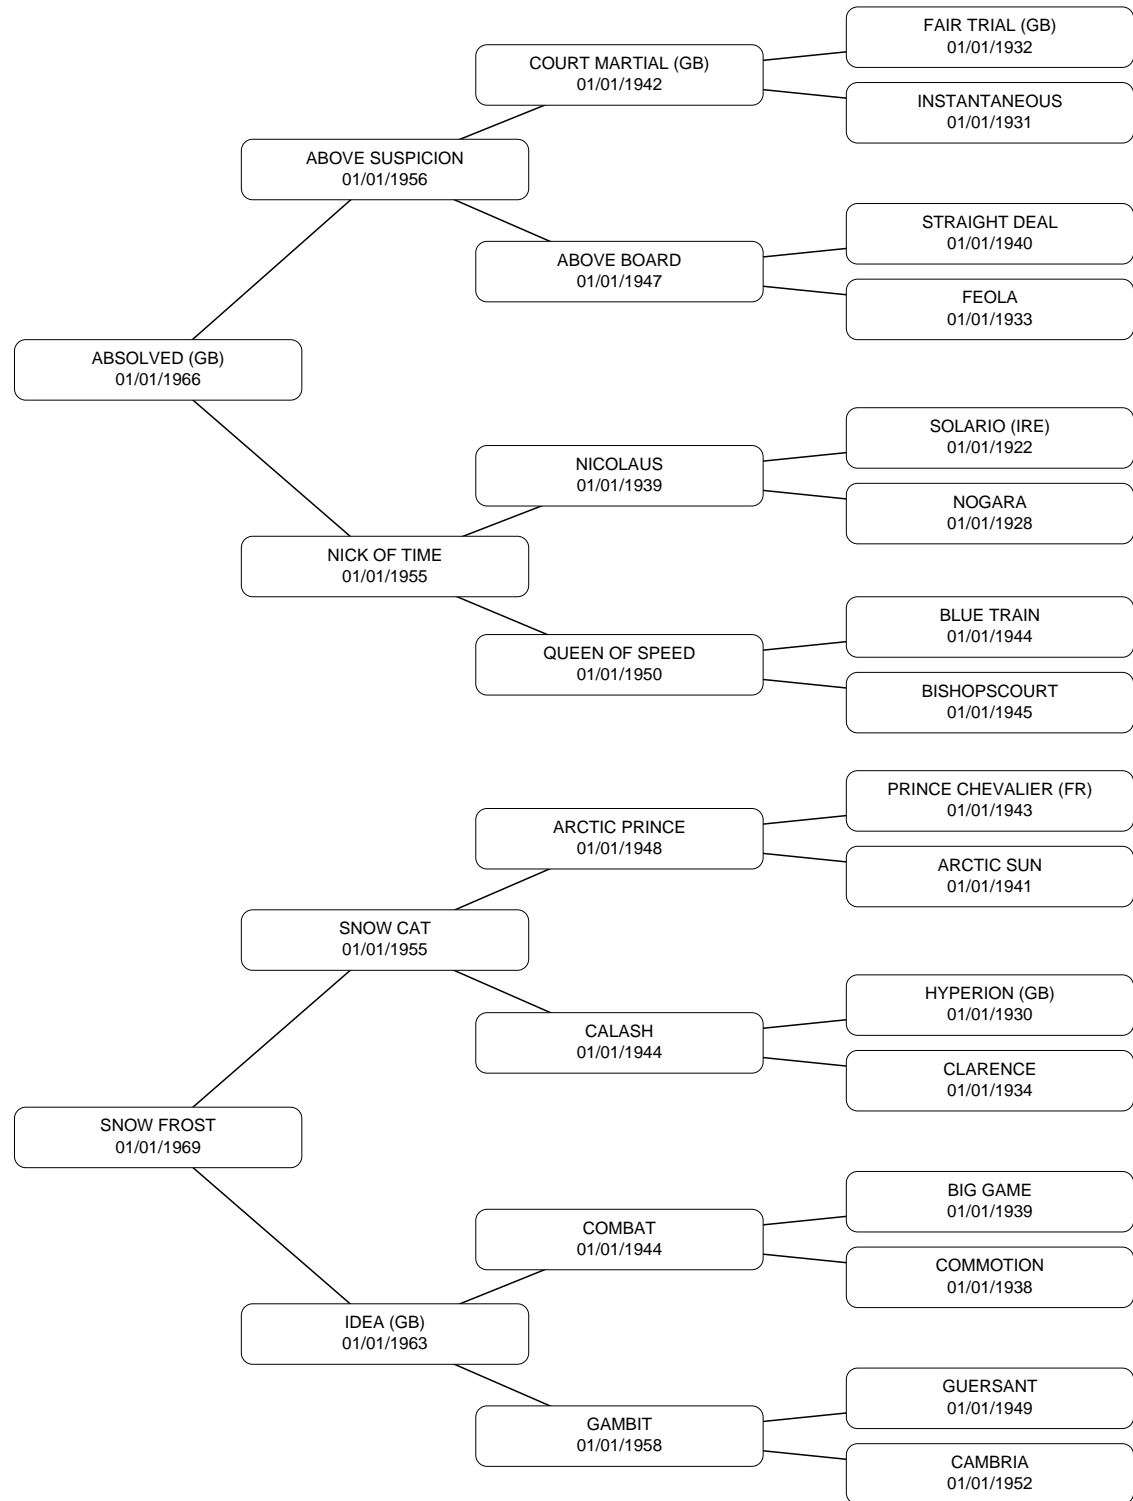 FAIR TRIAL (GB)
01/01/1932
COURT MARTIAL (GB)
01/01/1942
INSTANTANEOUS
01/01/1931
ABOVE SUSPICION
01/01/1956
STRAIGHT DEAL
01/01/1940
ABOVE BOARD
01/01/1947
FEOLA
01/01/1933
ABSOLVED (GB)
01/01/1966
SOLARIO (IRE)
01/01/1922
NICOLAUS
01/01/1939
NOGARA
01/01/1928
NICK OF TIME
01/01/1955
BLUE TRAIN
01/01/1944
QUEEN OF SPEED
01/01/1950
BISHOPSCOURT
01/01/1945
PRINCE CHEVALIER (FR)
01/01/1943
ARCTIC PRINCE
01/01/1948
ARCTIC SUN
01/01/1941
SNOW CAT
01/01/1955
HYPERION (GB)
01/01/1930
CALASH
01/01/1944
CLARENCE
01/01/1934
SNOW FROST
01/01/1969
BIG GAME
01/01/1939
COMBAT
01/01/1944
COMMOTION
01/01/1938
IDEA (GB)
01/01/1963
GUERSANT
01/01/1949
GAMBIT
01/01/1958
CAMBRIA
01/01/1952